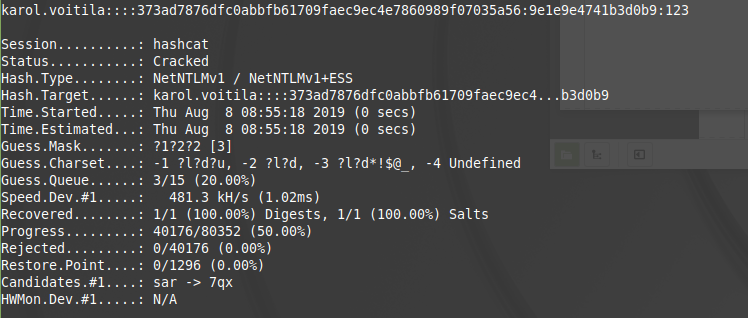 karol.voitila::::373ad7876dfc0abbfb61709faec9ec4e7860989f07035a56:9e1e9e4741b3d0b9:123
Session..........: hashcat
Status...........: Cracked
Hash.Type........: NetNTLMv1 / NetNTLMv1+ESS
Hash.Target......: karol.voitila::::373ad7876dfc0abbfb61709faec9ec4...b3d0b9
Time.Started.....: Thu Aug  8 08:55:18 2019 (0 secs)
Time.Estimated...: Thu Aug  8 08:55:18 2019 (0 secs)
Guess.Mask.......: ?1?2?2 [3]
Guess.Charset....: -1 ?l?d?u, -2 ?l?d, -3 ?l?d*!$@_, -4 Undefined
Guess.Queue......: 3/15 (20.00%)
Speed.Dev.#1.....:   481.3 kH/s (1.02ms)
Recovered........: 1/1 (100.00%) Digests, 1/1 (100.00%) Salts
Progress.........: 40176/80352 (50.00%)
Rejected.........: 0/40176 (0.00%)
Restore.Point....: 0/1296 (0.00%)
Candidates.#1....: sar -> 7qx
HWMon.Dev.#1.....: N/A